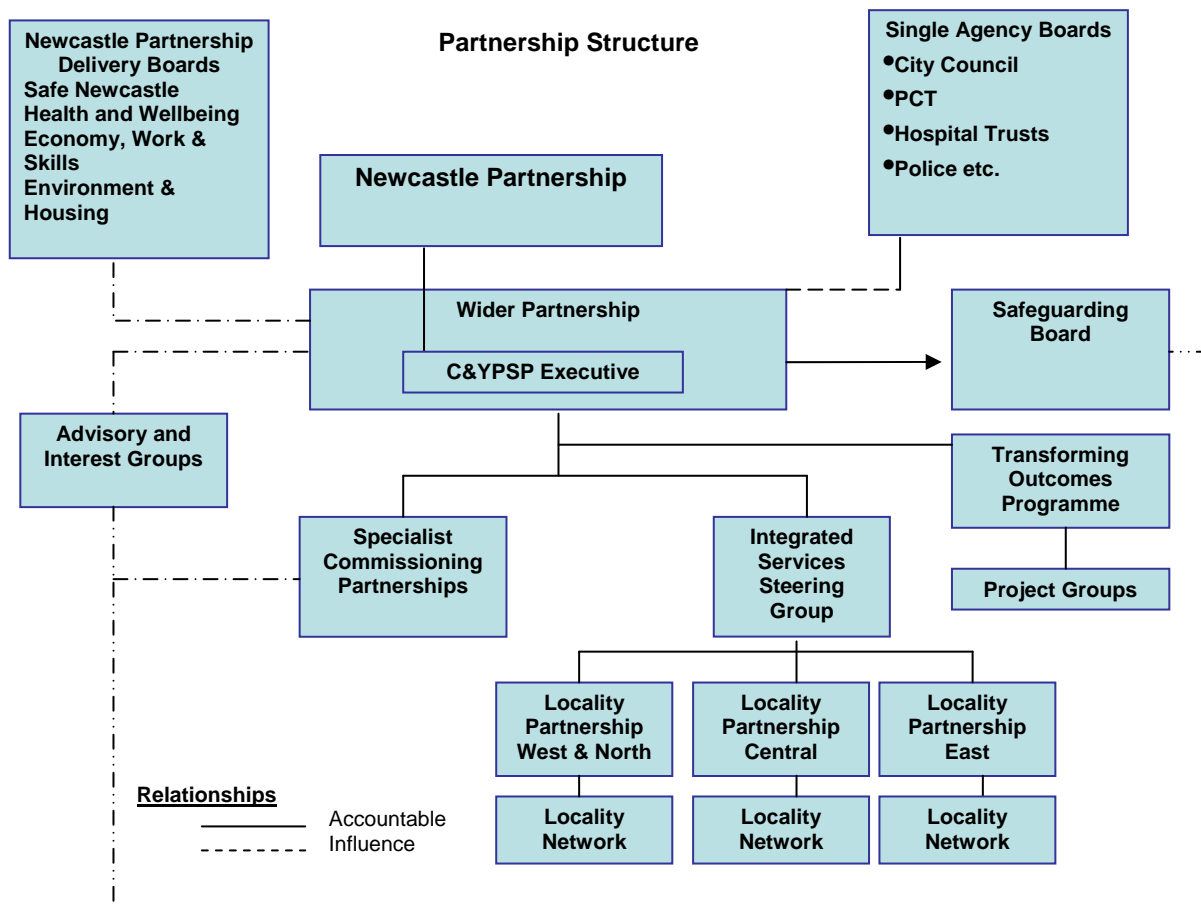 Partnership Structure
Newcastle Partnership
Delivery Boards
Safe Newcastle
Health and Wellbeing
Economy, Work &
Skills
Environment &
Housing
Newcastle Partnership
Single Agency Boards
•City Council
•PCT
•Hospital Trusts
•Police etc.
Wider Partnership
C&YPSP Executive
Safeguarding
Board
Advisory and
Interest Groups
Transforming
Outcomes
Programme
Project Groups
Specialist
Commissioning
Partnerships
Integrated
Services
Steering
Group
Locality
Partnership
West & North
Locality
Partnership
Central
Locality
Partnership
East
Locality
Network
Locality
Network
Locality
Network
Relationships
Accountable
Influence